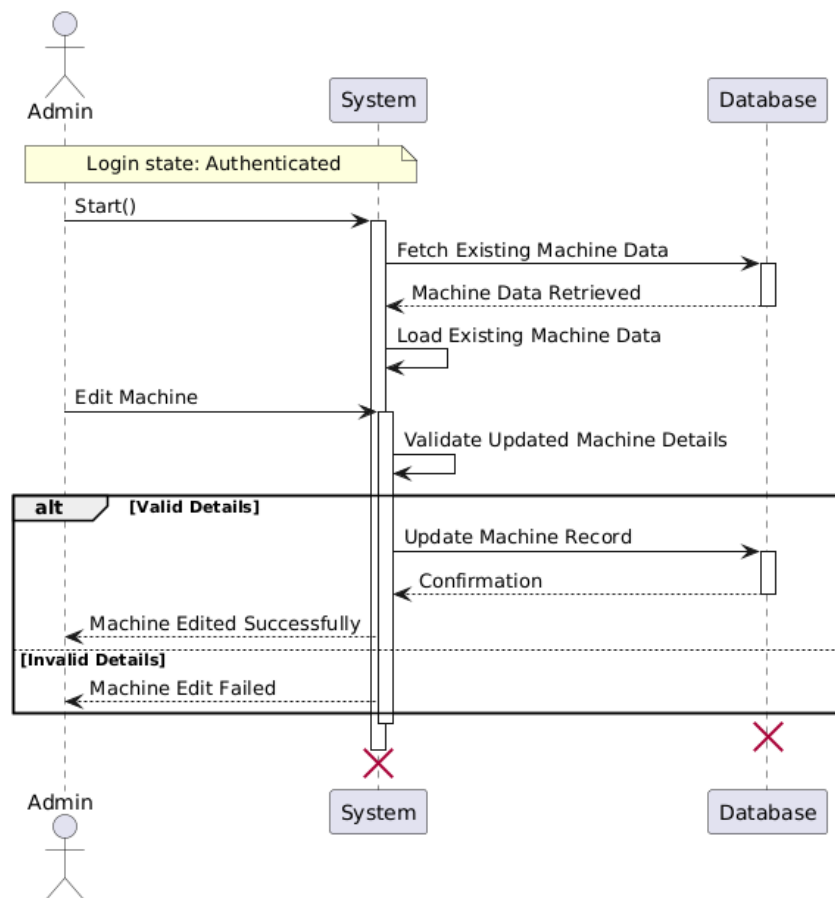 Admin
System
Database
Login state: Authenticated
Start()
Fetch Existing Machine Data
Machine Data Retrieved
Load Existing Machine Data
Edit Machine
Validate Updated Machine Details
alt
[Valid Details]
Update Machine Record
Confirmation
Machine Edited Successfully
[Invalid Details]
Machine Edit Failed
Admin
System
Database